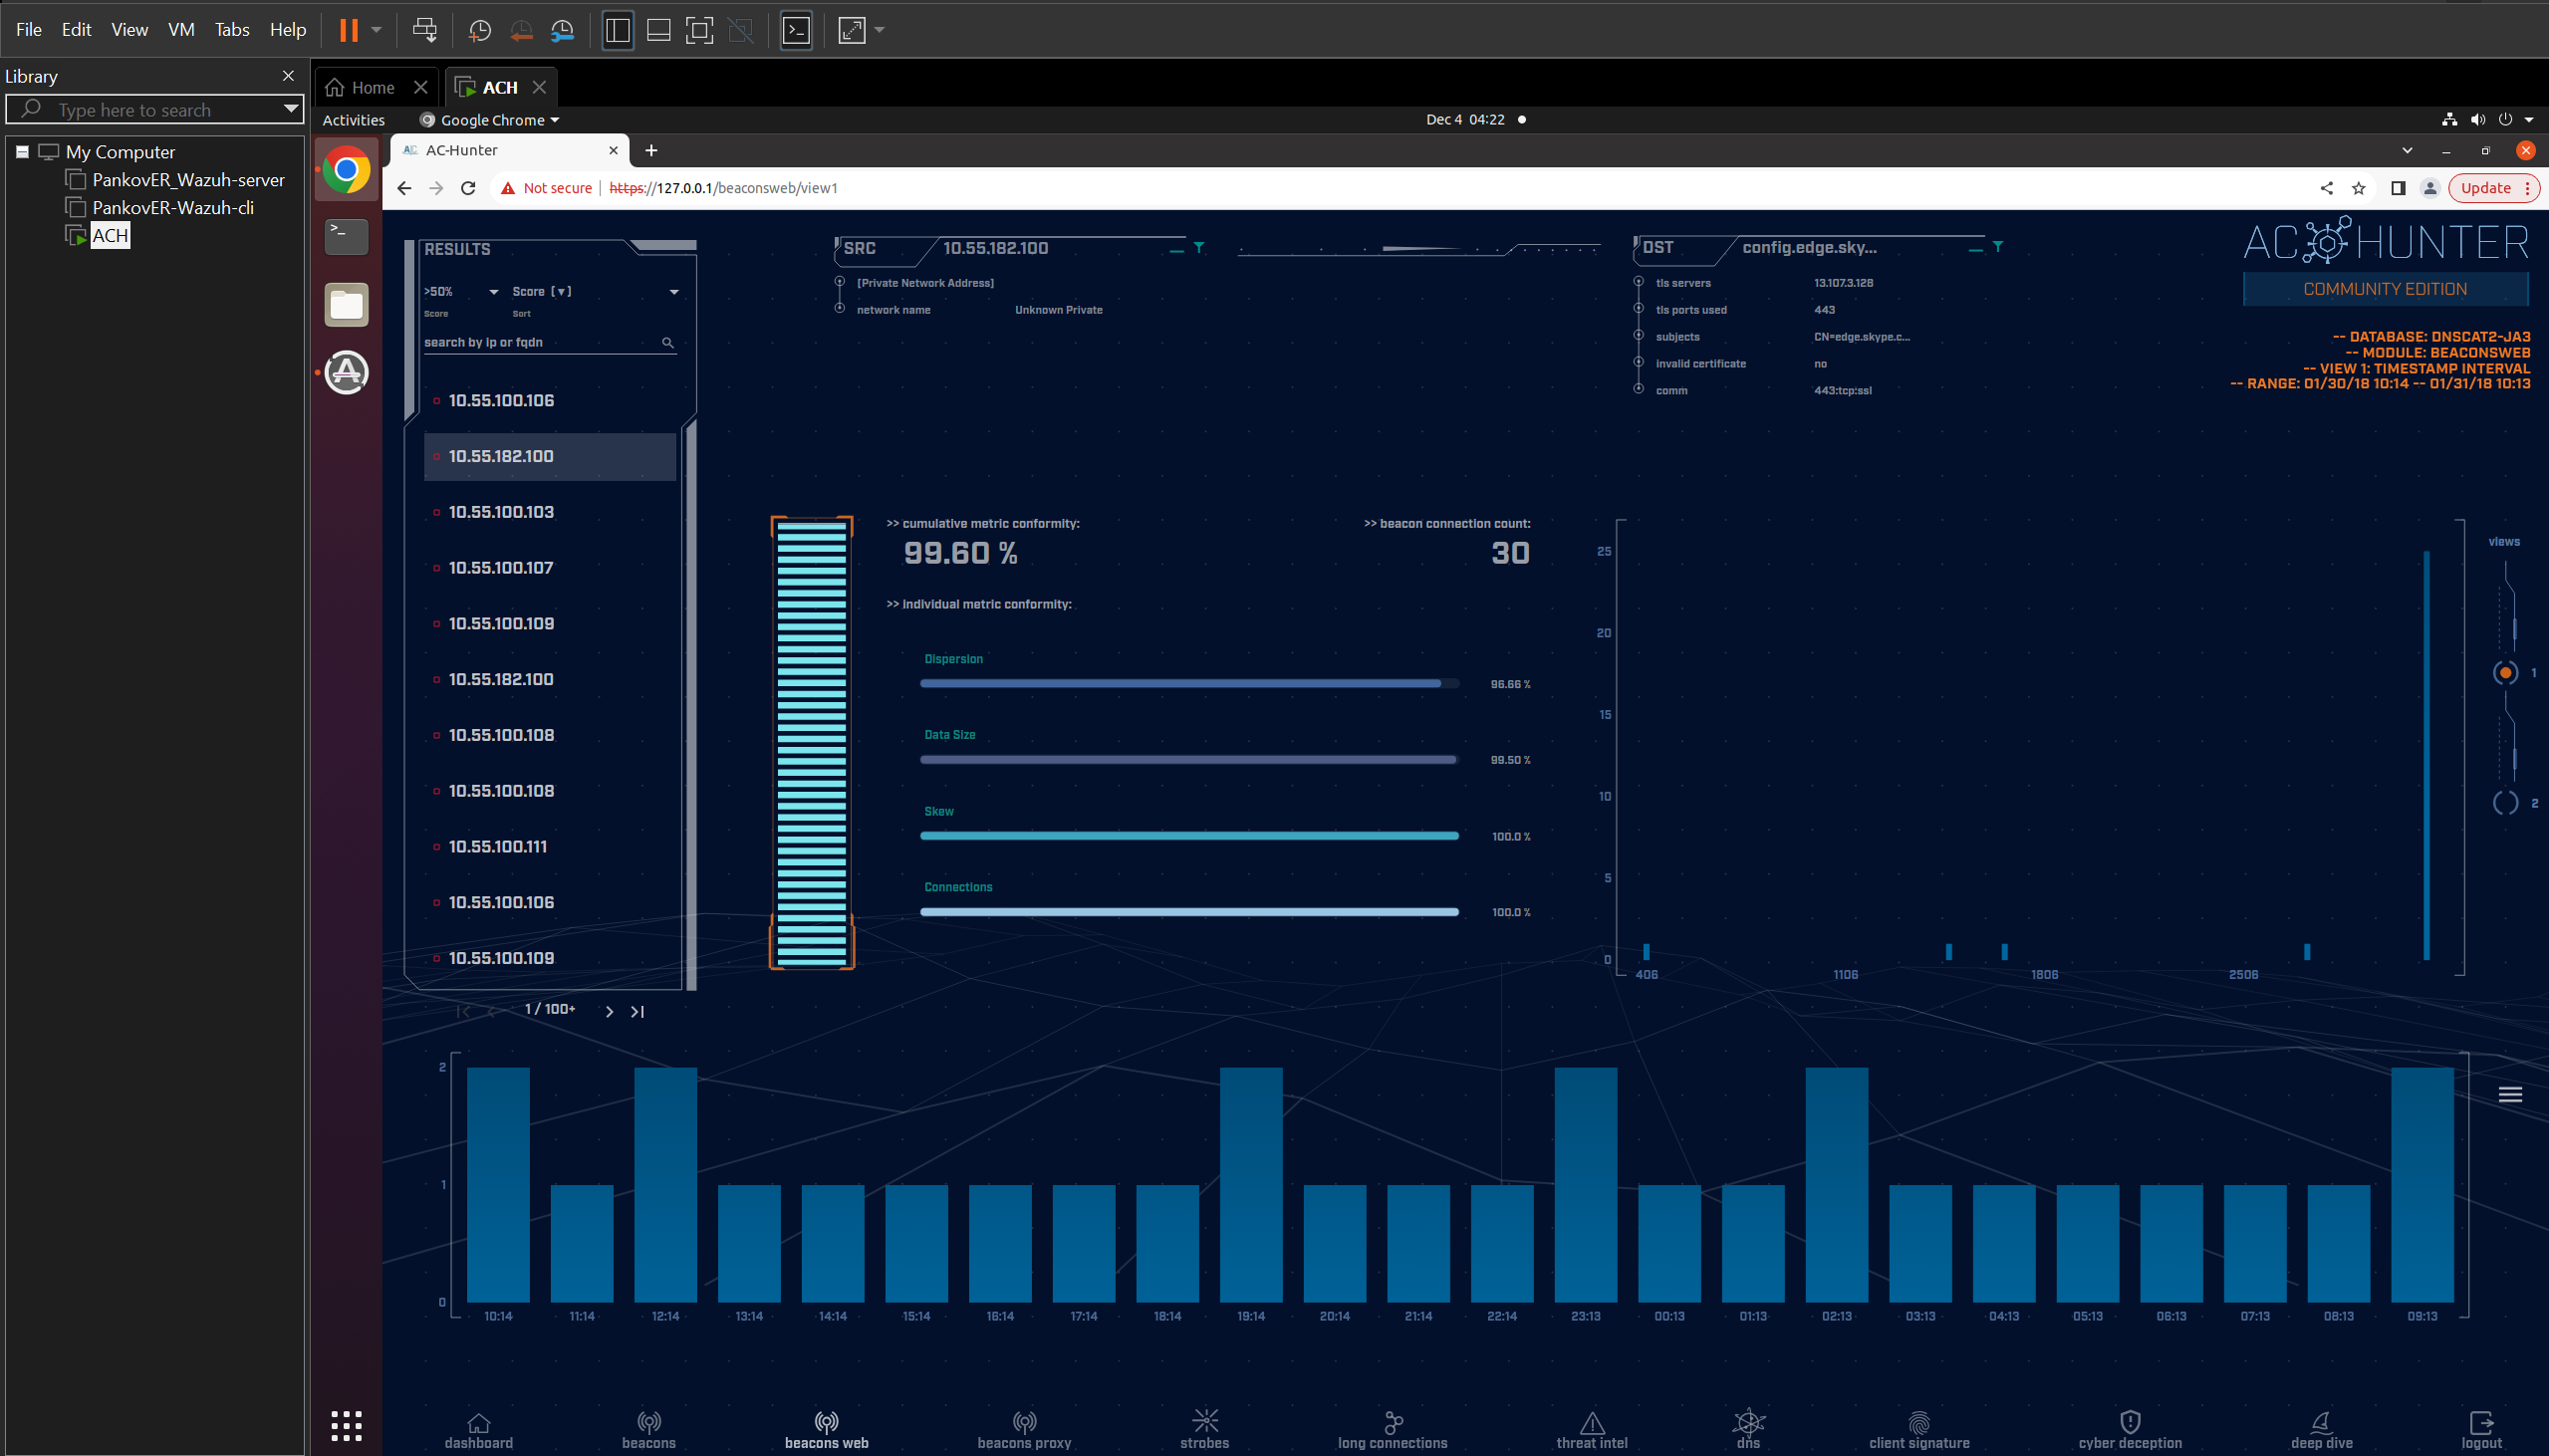 File Edit View VM Tabs Help
Library
Type here to search
My Computer
PankovER_Wazuh-server
PankovER-Wazuh-cli
ACH
Home
ACH
Activities
Google Chrome
Dec 4 04:22
AC-Hunter
Not secure
https://127.0.0.1/beaconsweb/view1
Update
RESULTS
>50%
Score [▼]
Score
Sort
search by ip or fqdn
10.55.100.106
10.55.182.100
10.55.100.103
10.55.100.107
10.55.100.109
10.55.182.100
10.55.100.108
10.55.100.108
10.55.100.111
10.55.100.106
10.55.100.109
1 / 100+
SRC 10.55.182.100
[Private Network Address]
network name Unknown Private
DST config.edge.sky...
tls servers 13.107.3.128
tls ports used 443
subjects CN=edge.skype.c...
invalid certificate no
comm 443:tcp:ssl
AC HUNTER
COMMUNITY EDITION
-- DATABASE: DNSCAT2-JA3
-- MODULE: BEACONSWEB
-- VIEW 1: TIMESTAMP INTERVAL
-- RANGE: 01/30/18 10:14 -- 01/31/18 10:13
>> cumulative metric conformity:
99.60 %
>> beacon connection count:
30
>> individual metric conformity:
Dispersion
96.66 %
Data Size
99.50 %
Skew
100.0 %
Connections
100.0 %
25
20
15
10
5
0
406 1106 1806 2506
views
1
2
2
1
0
10:14 11:14 12:14 13:14 14:14 15:14 16:14 17:14 18:14 19:14 20:14 21:14 22:14 23:13 00:13 01:13 02:13 03:13 04:13 05:13 06:13 07:13 08:13 09:13
dashboard beacons beacons web beacons proxy strobes long connections threat intel dns client signature cyber deception deep dive logout